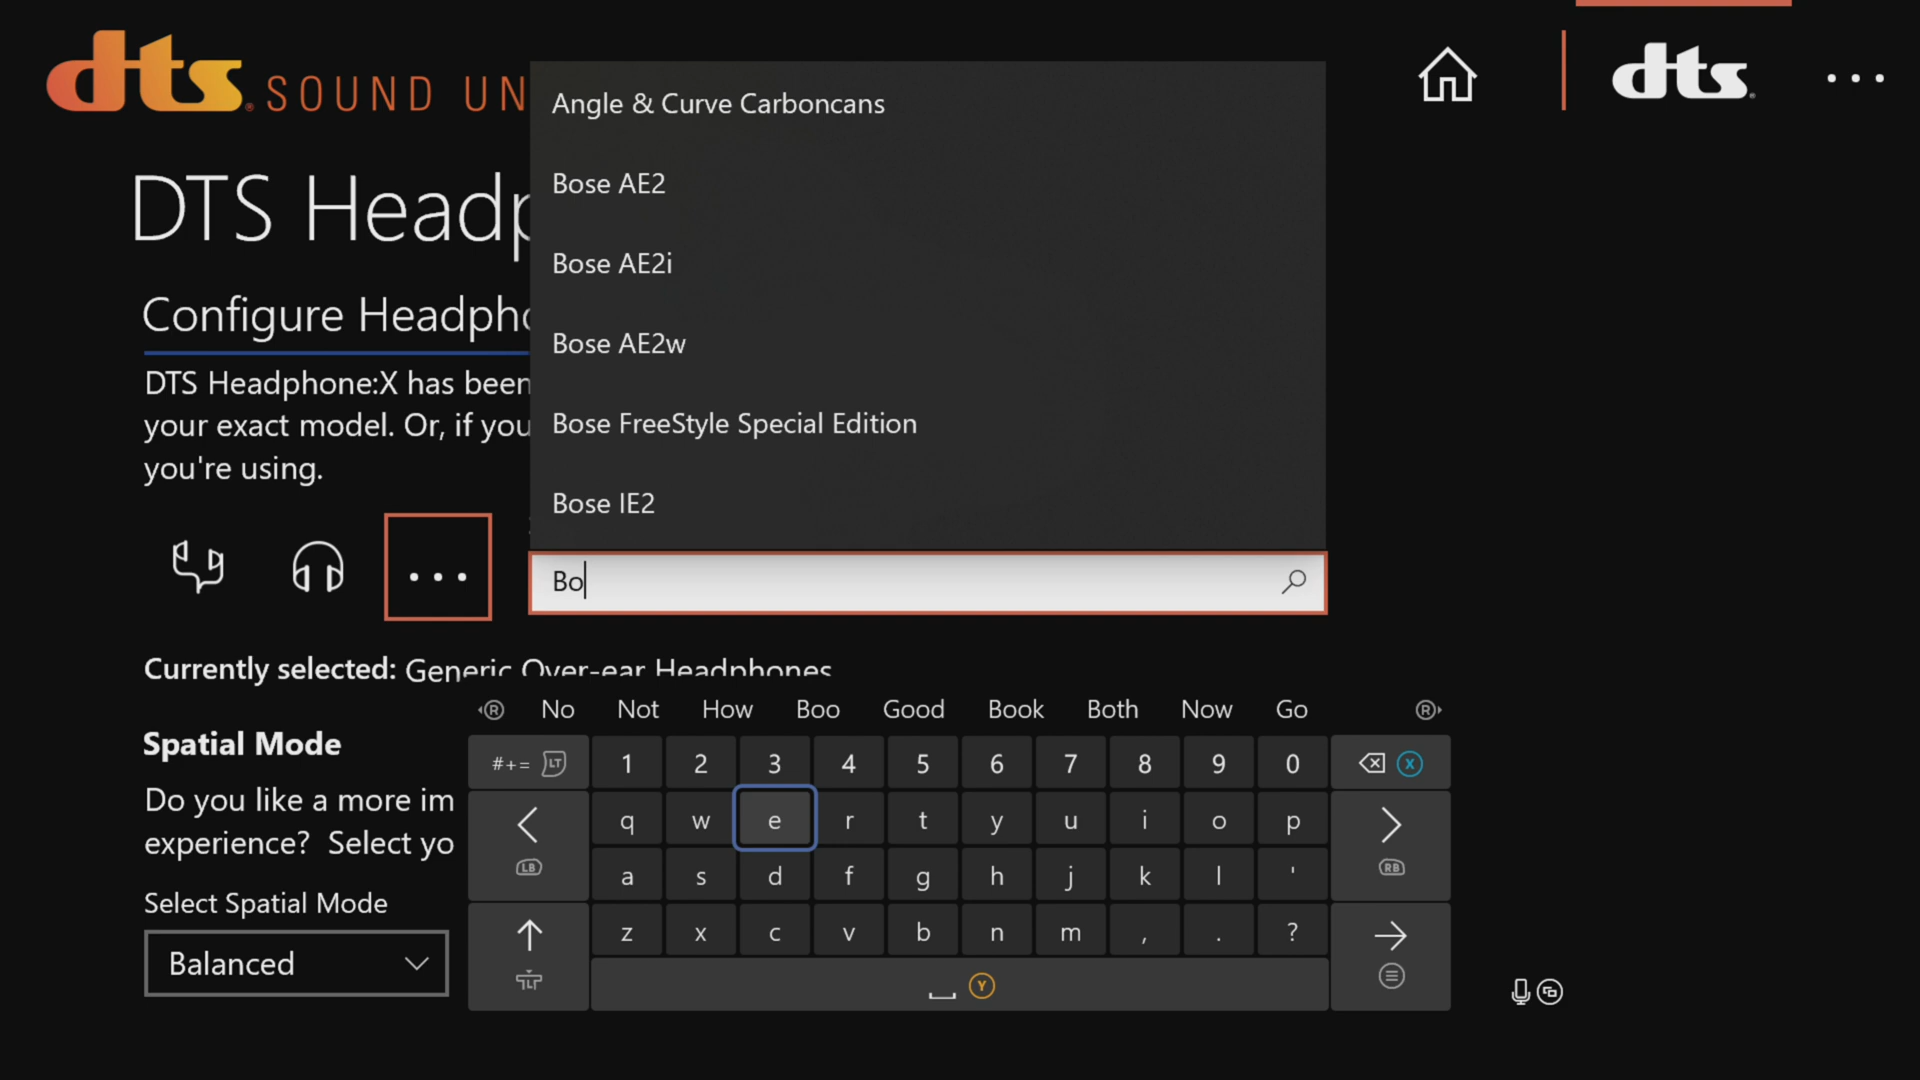 dts® SOUND UN
dts®
DTS Headp
Configure Headpho
DTS Headphone:X has been
your exact model. Or, if you
you're using.
Angle & Curve Carboncans
Bose AE2
Bose AE2i
Bose AE2w
Bose FreeStyle Special Edition
Bose IE2
Bo
Currently selected: Generic Over-ear Headphones
Spatial Mode
Do you like a more im
experience? Select yo
Select Spatial Mode
Balanced
R No Not How Boo Good Book Both Now Go R
#+= LT 1 2 3 4 5 6 7 8 9 0 X
q w e r t y u i o p
LB a s d f g h j k l ' RB
z x c v b n m , . ?
LT Y